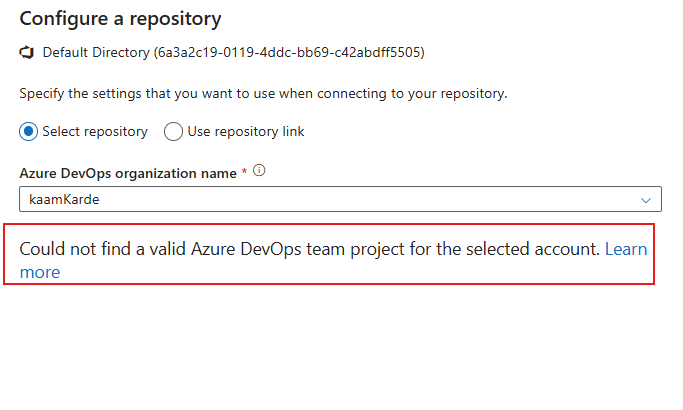 Configure a repository
Default Directory (6a3a2c19-0119-4ddc-bb69-c42abdff5505)
Specify the settings that you want to use when connecting to your repository.
Select repository Use repository link
Azure DevOps organization name *
kaamKarde
Could not find a valid Azure DevOps team project for the selected account. Learn
more